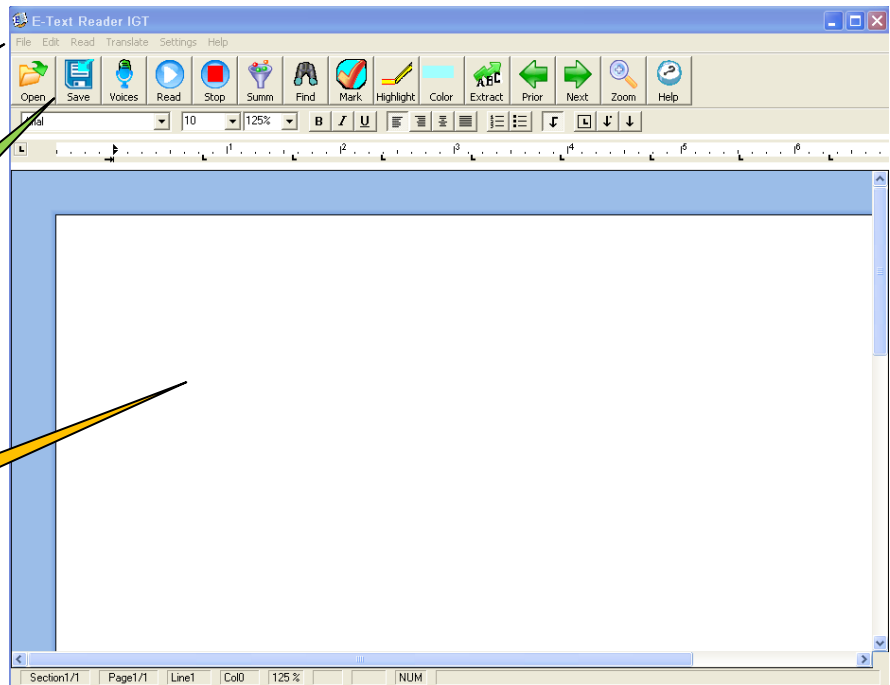 E-Text Reader IGT
File Edit Read Translate Settings Help
Open Save Voices Read Stop Summ Find Mark Highlight Color Extract Prior Next Zoom Help
10 125% B I U
1 2 3 4 5 6
Section1/1 Page1/1 Line1 Col0 125 % NUM